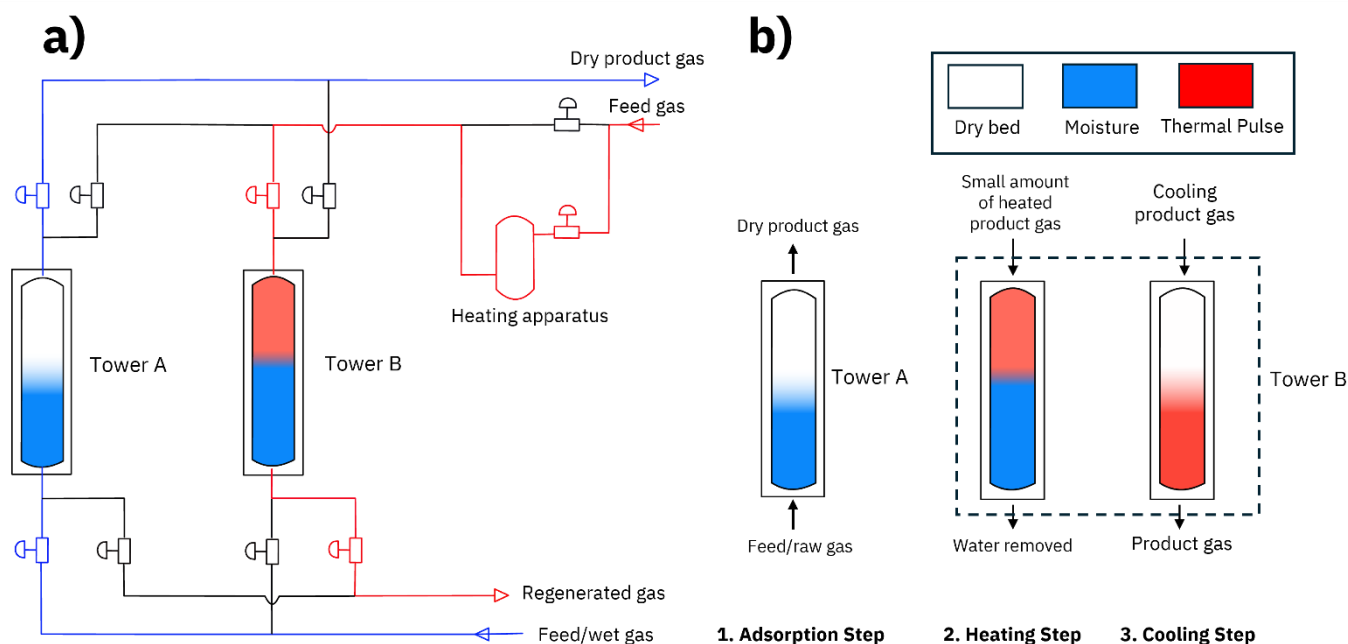 a)
Dry product gas
Feed gas
Heating apparatus
Tower A
Tower B
Regenerated gas
Feed/wet gas
b)
Dry bed
Moisture
Thermal Pulse
Small amount
of heated
product gas
Cooling
product gas
Dry product gas
Tower A
Tower B
Feed/raw gas
Water removed
Product gas
1. Adsorption Step
2. Heating Step
3. Cooling Step